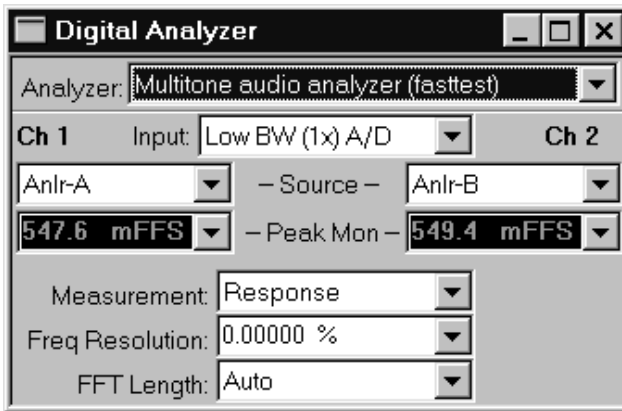 Digital Analyzer
Analyzer: Multitone audio analyzer (fasttest)
Ch 1 Input: Low BW (1x) A/D Ch 2
Anlr-A – Source – Anlr-B
547.6 mFFS – Peak Mon – 549.4 mFFS
Measurement: Response
Freq Resolution: 0.00000 %
FFT Length: Auto